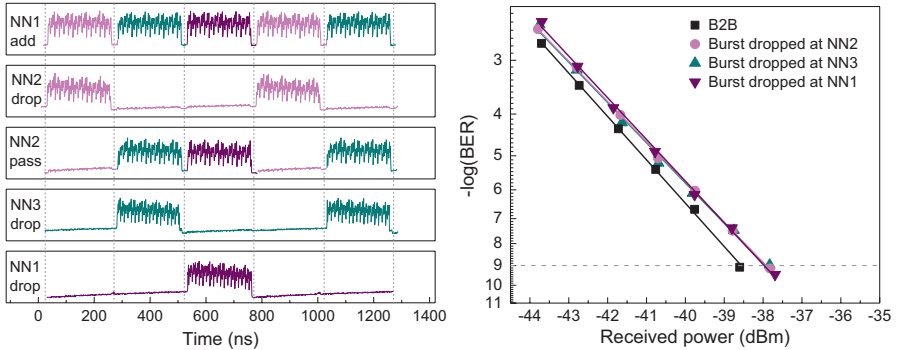 NN1
add
NN2
drop
NN2
pass
NN3
drop
NN1
drop
0 200 400 600 800 1000 1200 1400
Time (ns)
-log(BER)
3
4
5
6
7
8
9
10
11
B2B
Burst dropped at NN2
Burst dropped at NN3
Burst dropped at NN1
-44 -43 -42 -41 -40 -39 -38 -37 -36 -35
Received power (dBm)